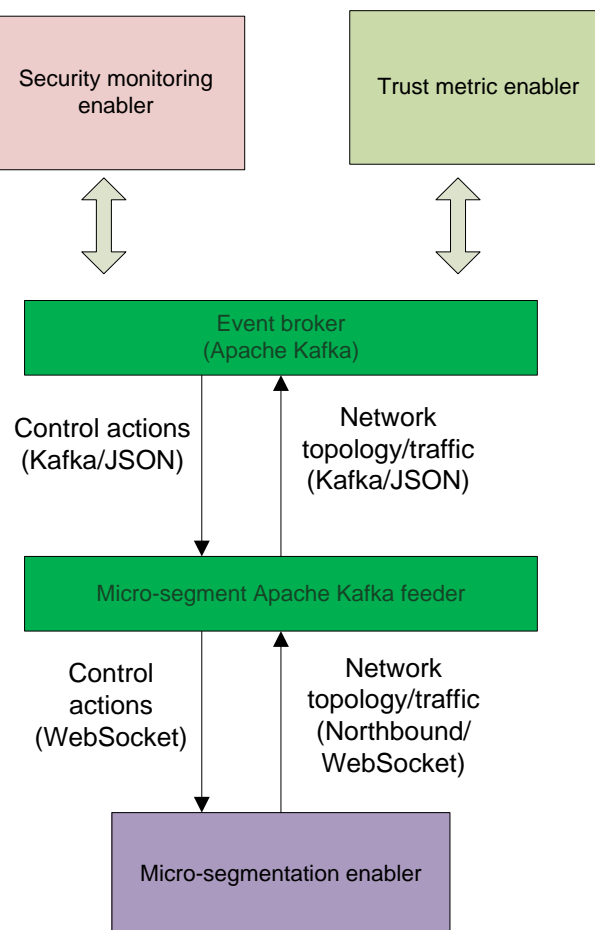 Security monitoring
enabler
Trust metric enabler
Event broker
(Apache Kafka)
Control actions
(Kafka/JSON)
Network
topology/traffic
(Kafka/JSON)
Micro-segment Apache Kafka feeder
Control
actions
(WebSocket)
Network
topology/traffic
(Northbound/
WebSocket)
Micro-segmentation enabler